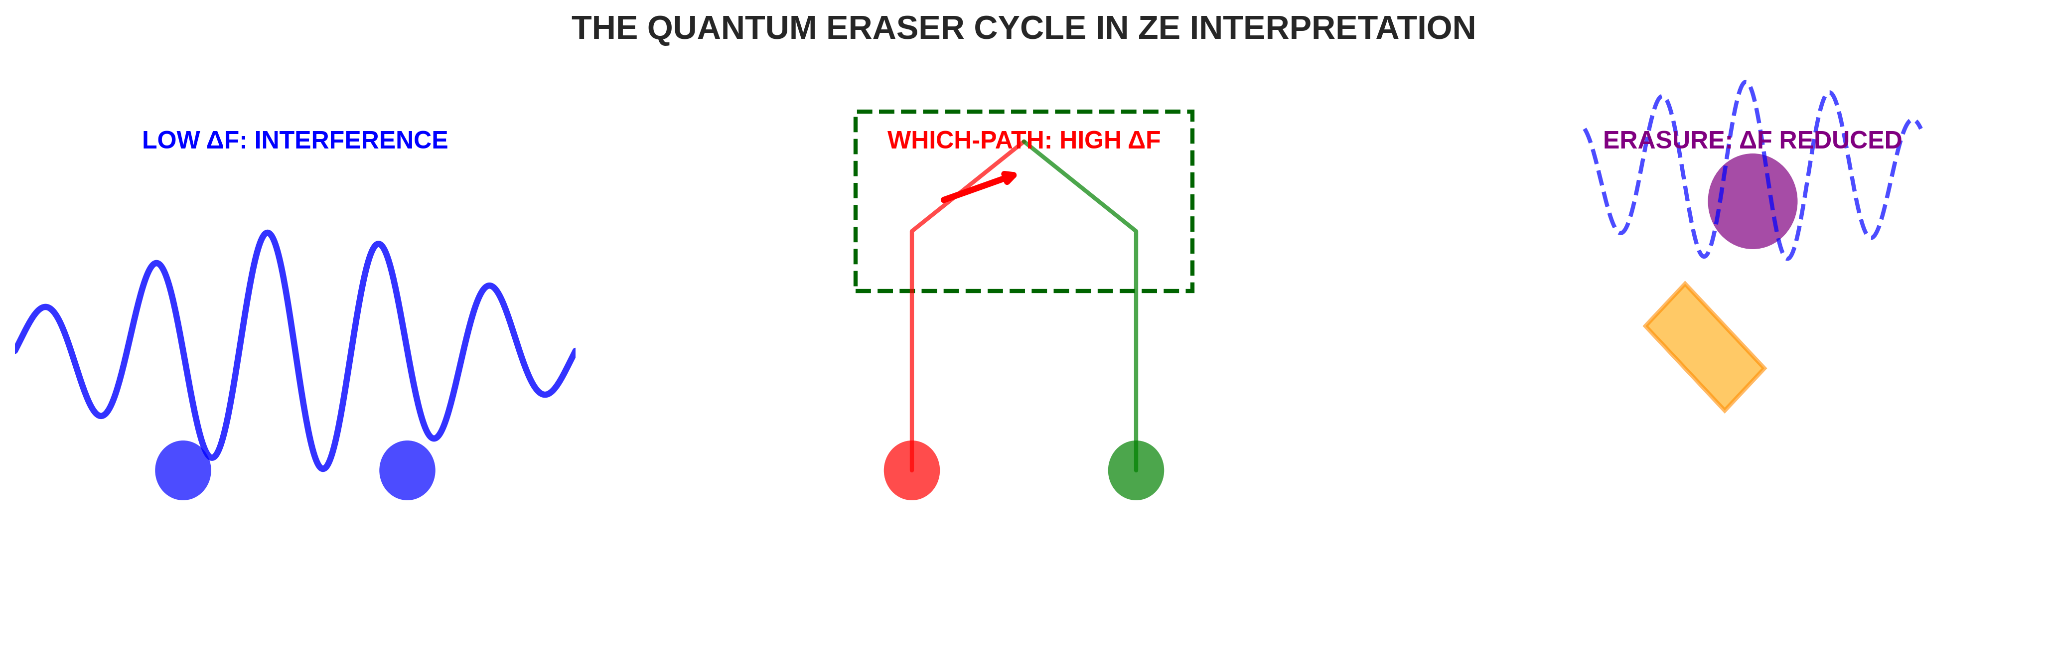 THE QUANTUM ERASER CYCLE IN ZE INTERPRETATION
LOW ΔF: INTERFERENCE
WHICH-PATH: HIGH ΔF
ERASURE: ΔF REDUCED